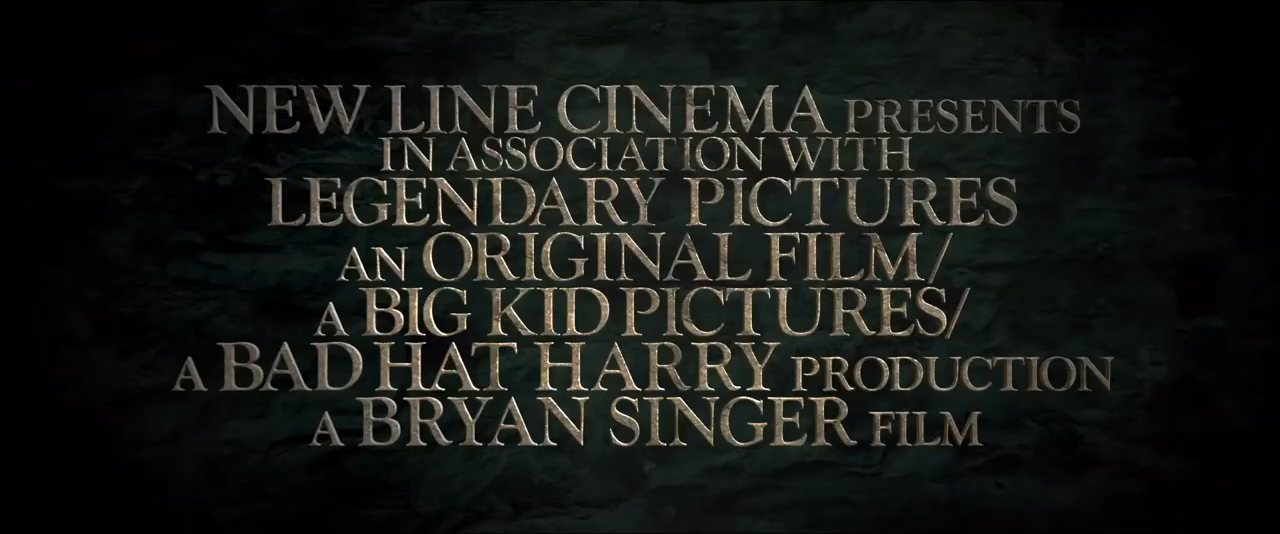 NEW LINE CINEMA PRESENTS
IN ASSOCIATION WITH
LEGENDARY PICTURES
AN ORIGINAL FILM/
A BIG KID PICTURES/
A BAD HAT HARRY PRODUCTION
A BRYAN SINGER FILM